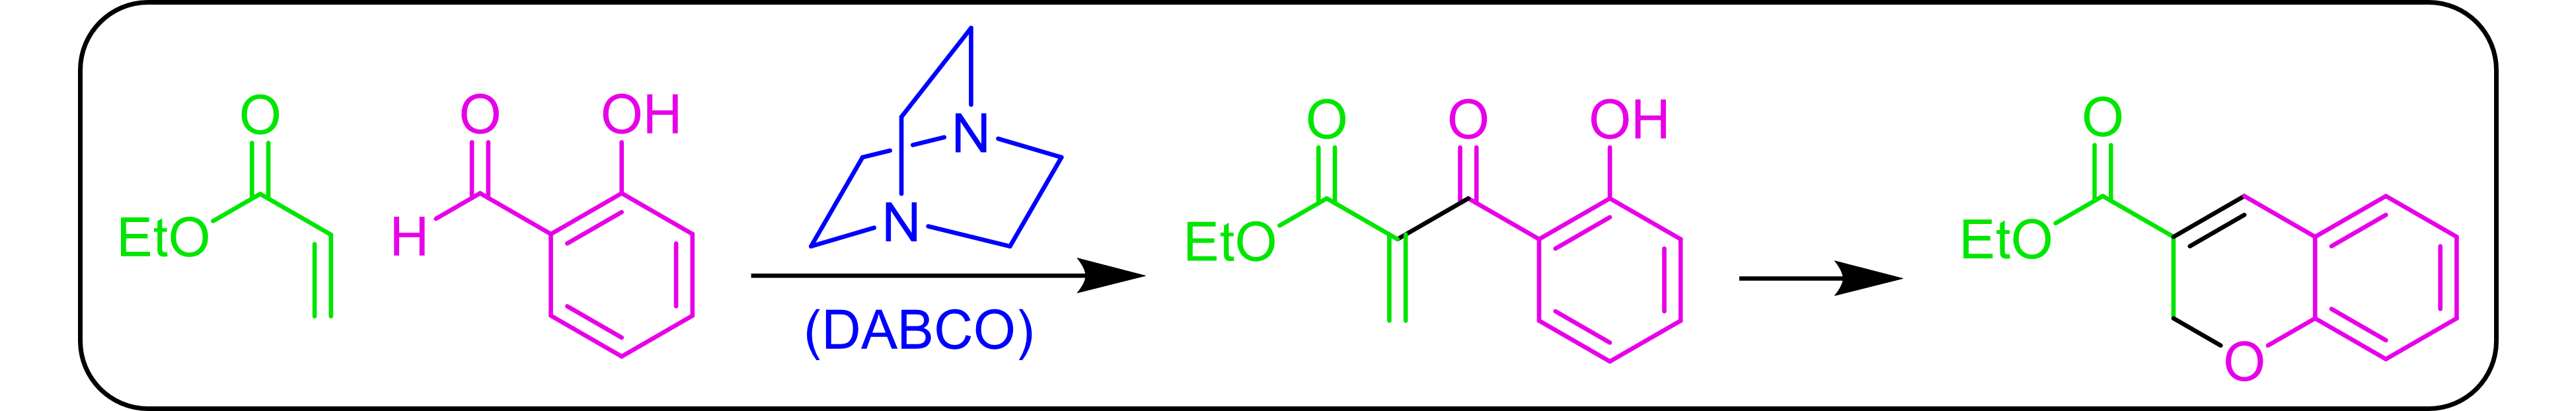 O O OH
EtO H
N
N
(DABCO)
O O OH
EtO
O
EtO
O